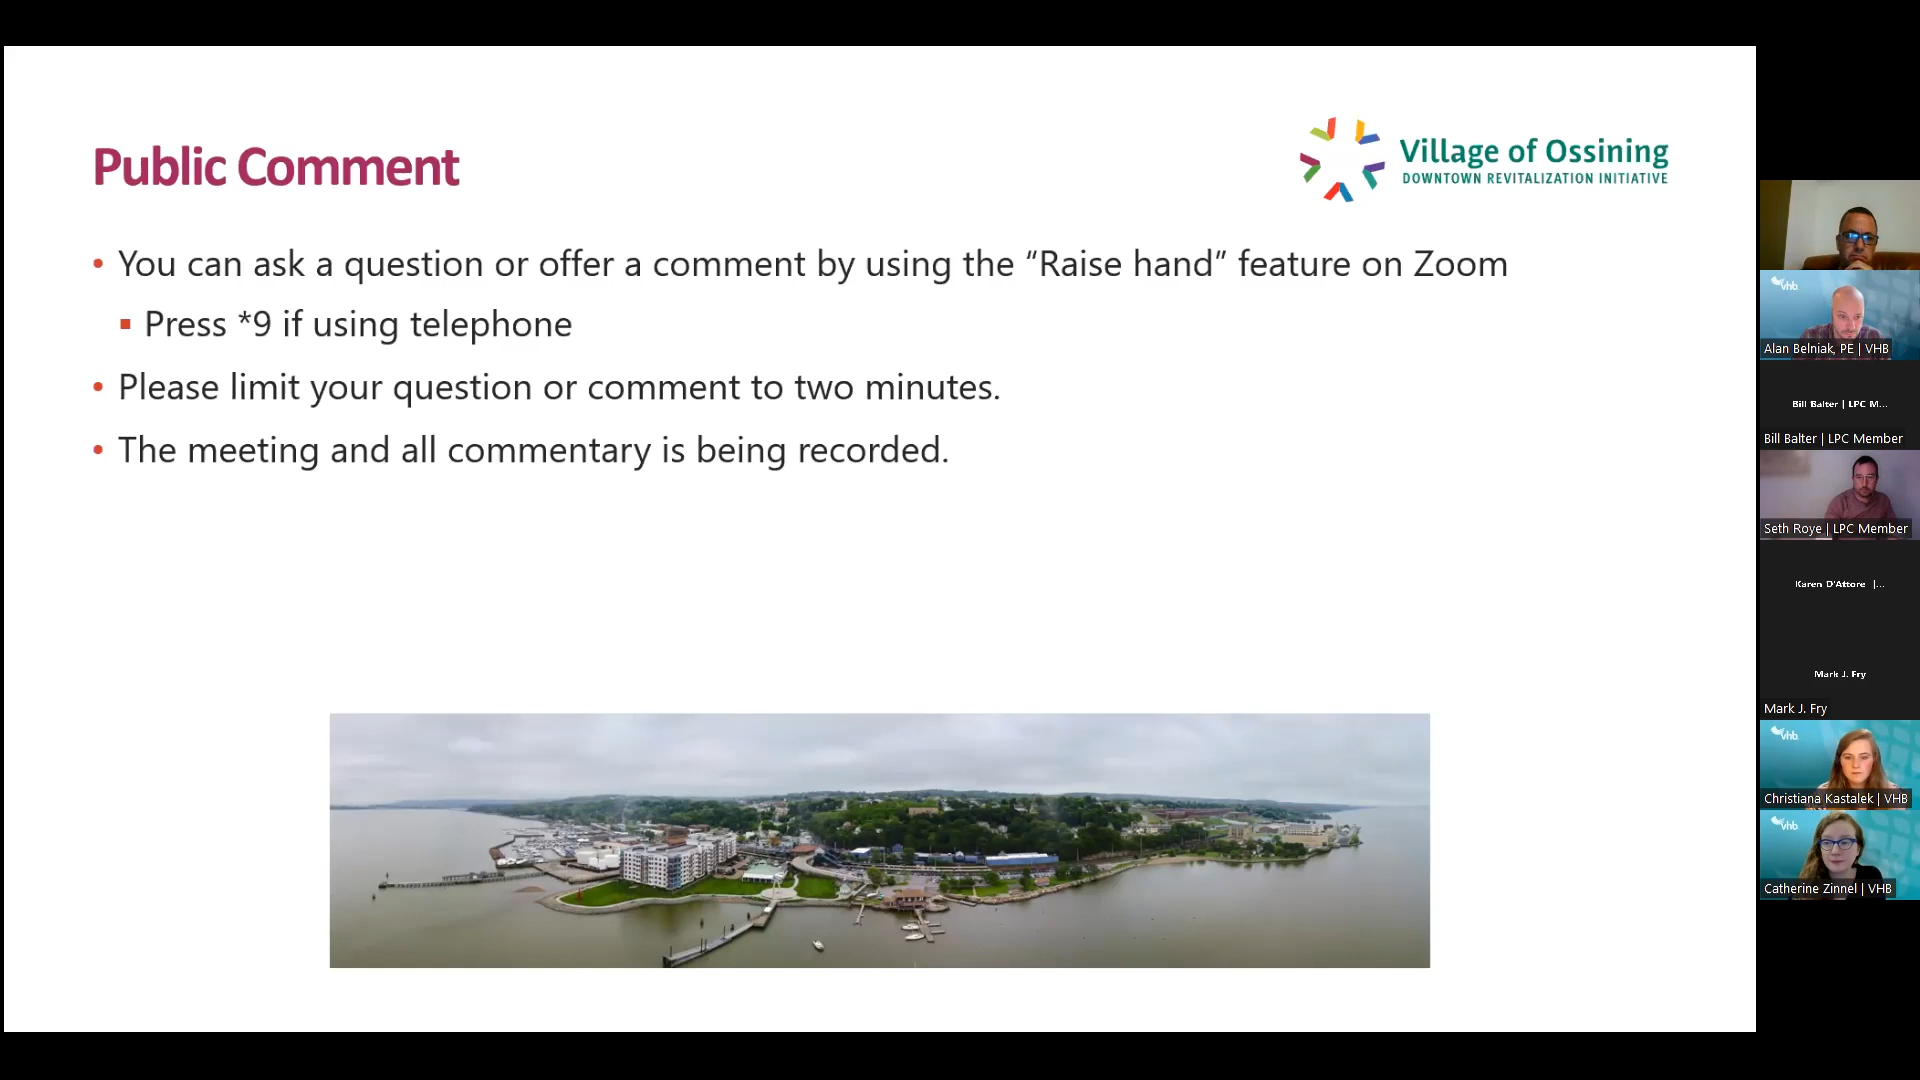 Public Comment
Village of Ossining
DOWNTOWN REVITALIZATION INITIATIVE
• You can ask a question or offer a comment by using the “Raise hand” feature on Zoom
▪ Press *9 if using telephone
• Please limit your question or comment to two minutes.
• The meeting and all commentary is being recorded.
vhb
Alan Belniak, PE | VHB
Bill Balter | LPC M...
Bill Balter | LPC Member
Seth Roye | LPC Member
Karen D'Attore |...
Mark J. Fry
Mark J. Fry
vhb
Christiana Kastalek | VHB
vhb
Catherine Zinnel | VHB